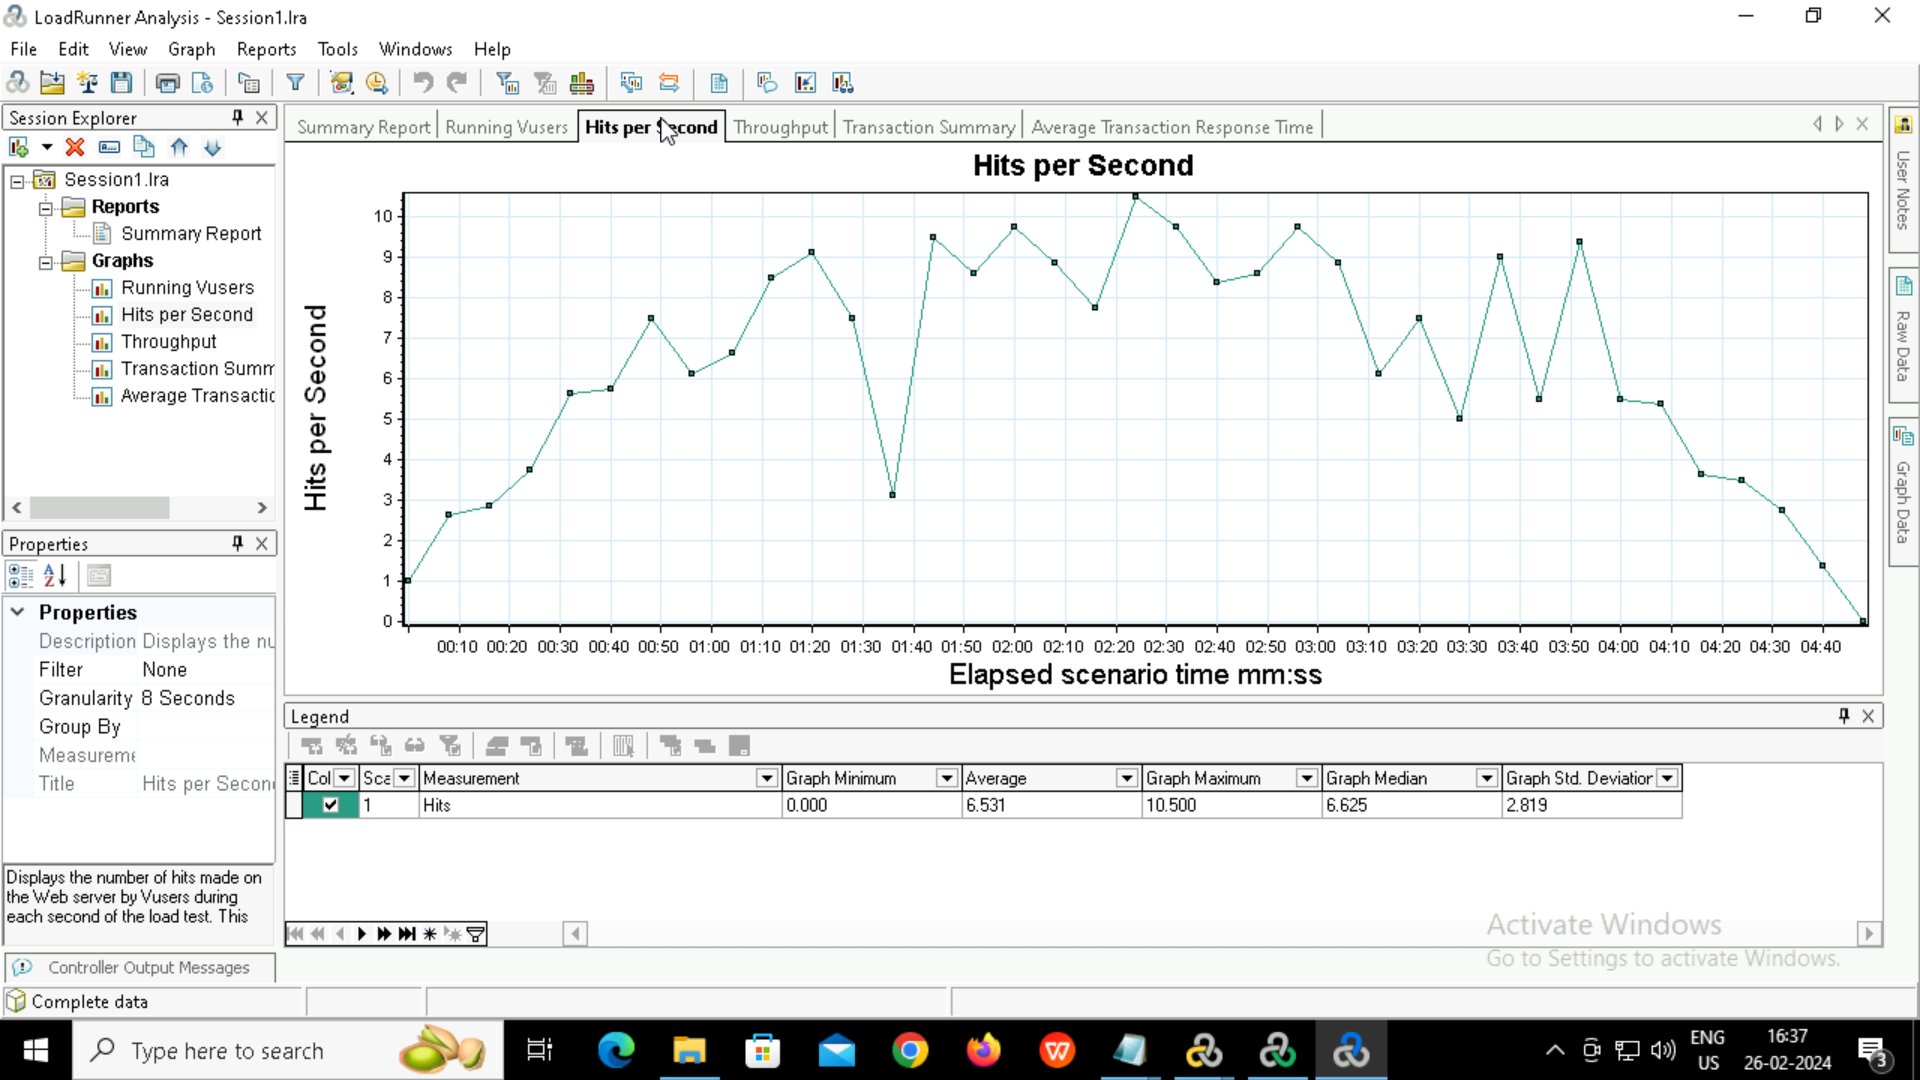 LoadRunner Analysis - Session1.lra
File Edit View Graph Reports Tools Windows Help
Session Explorer
Session1.lra
Reports
Summary Report
Graphs
Running Vusers
Hits per Second
Throughput
Transaction Summ
Average Transactic
Properties
Properties
Description Displays the nu
Filter None
Granularity 8 Seconds
Group By
Measureme
Title Hits per Secon
Displays the number of hits made on
the Web server by Vusers during
each second of the load test. This
Controller Output Messages
Complete data
Summary Report Running Vusers Hits per Second Throughput Transaction Summary Average Transaction Response Time
Hits per Second
Hits per Second
10
9
8
7
6
5
4
3
2
1
0
00:10 00:20 00:30 00:40 00:50 01:00 01:10 01:20 01:30 01:40 01:50 02:00 02:10 02:20 02:30 02:40 02:50 03:00 03:10 03:20 03:30 03:40 03:50 04:00 04:10 04:20 04:30 04:40
Elapsed scenario time mm:ss
Legend
Col Sca Measurement Graph Minimum Average Graph Maximum Graph Median Graph Std. Deviatior
1 Hits 0.000 6.531 10.500 6.625 2.819
User Notes
Raw Data
Graph Data
Activate Windows
Go to Settings to activate Windows.
Type here to search
ENG
US
16:37
26-02-2024
3